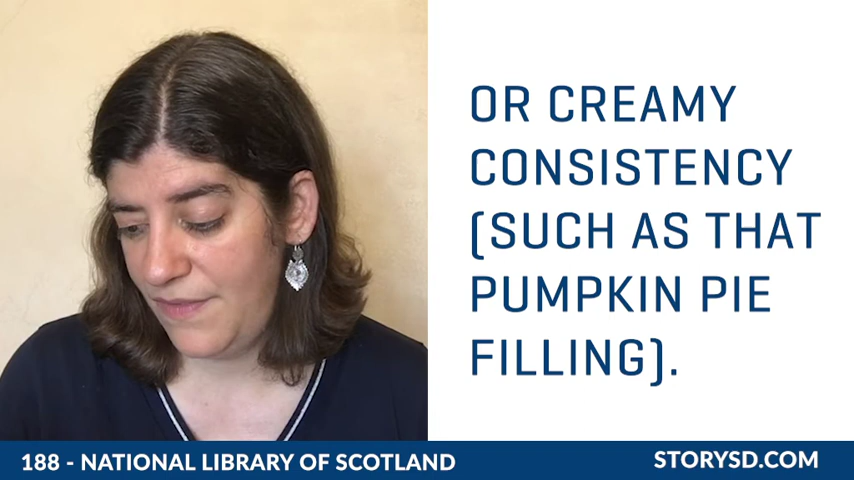 OR CREAMY
CONSISTENCY
(SUCH AS THAT
PUMPKIN PIE
FILLING).
188 - NATIONAL LIBRARY OF SCOTLAND
STORYSD.COM